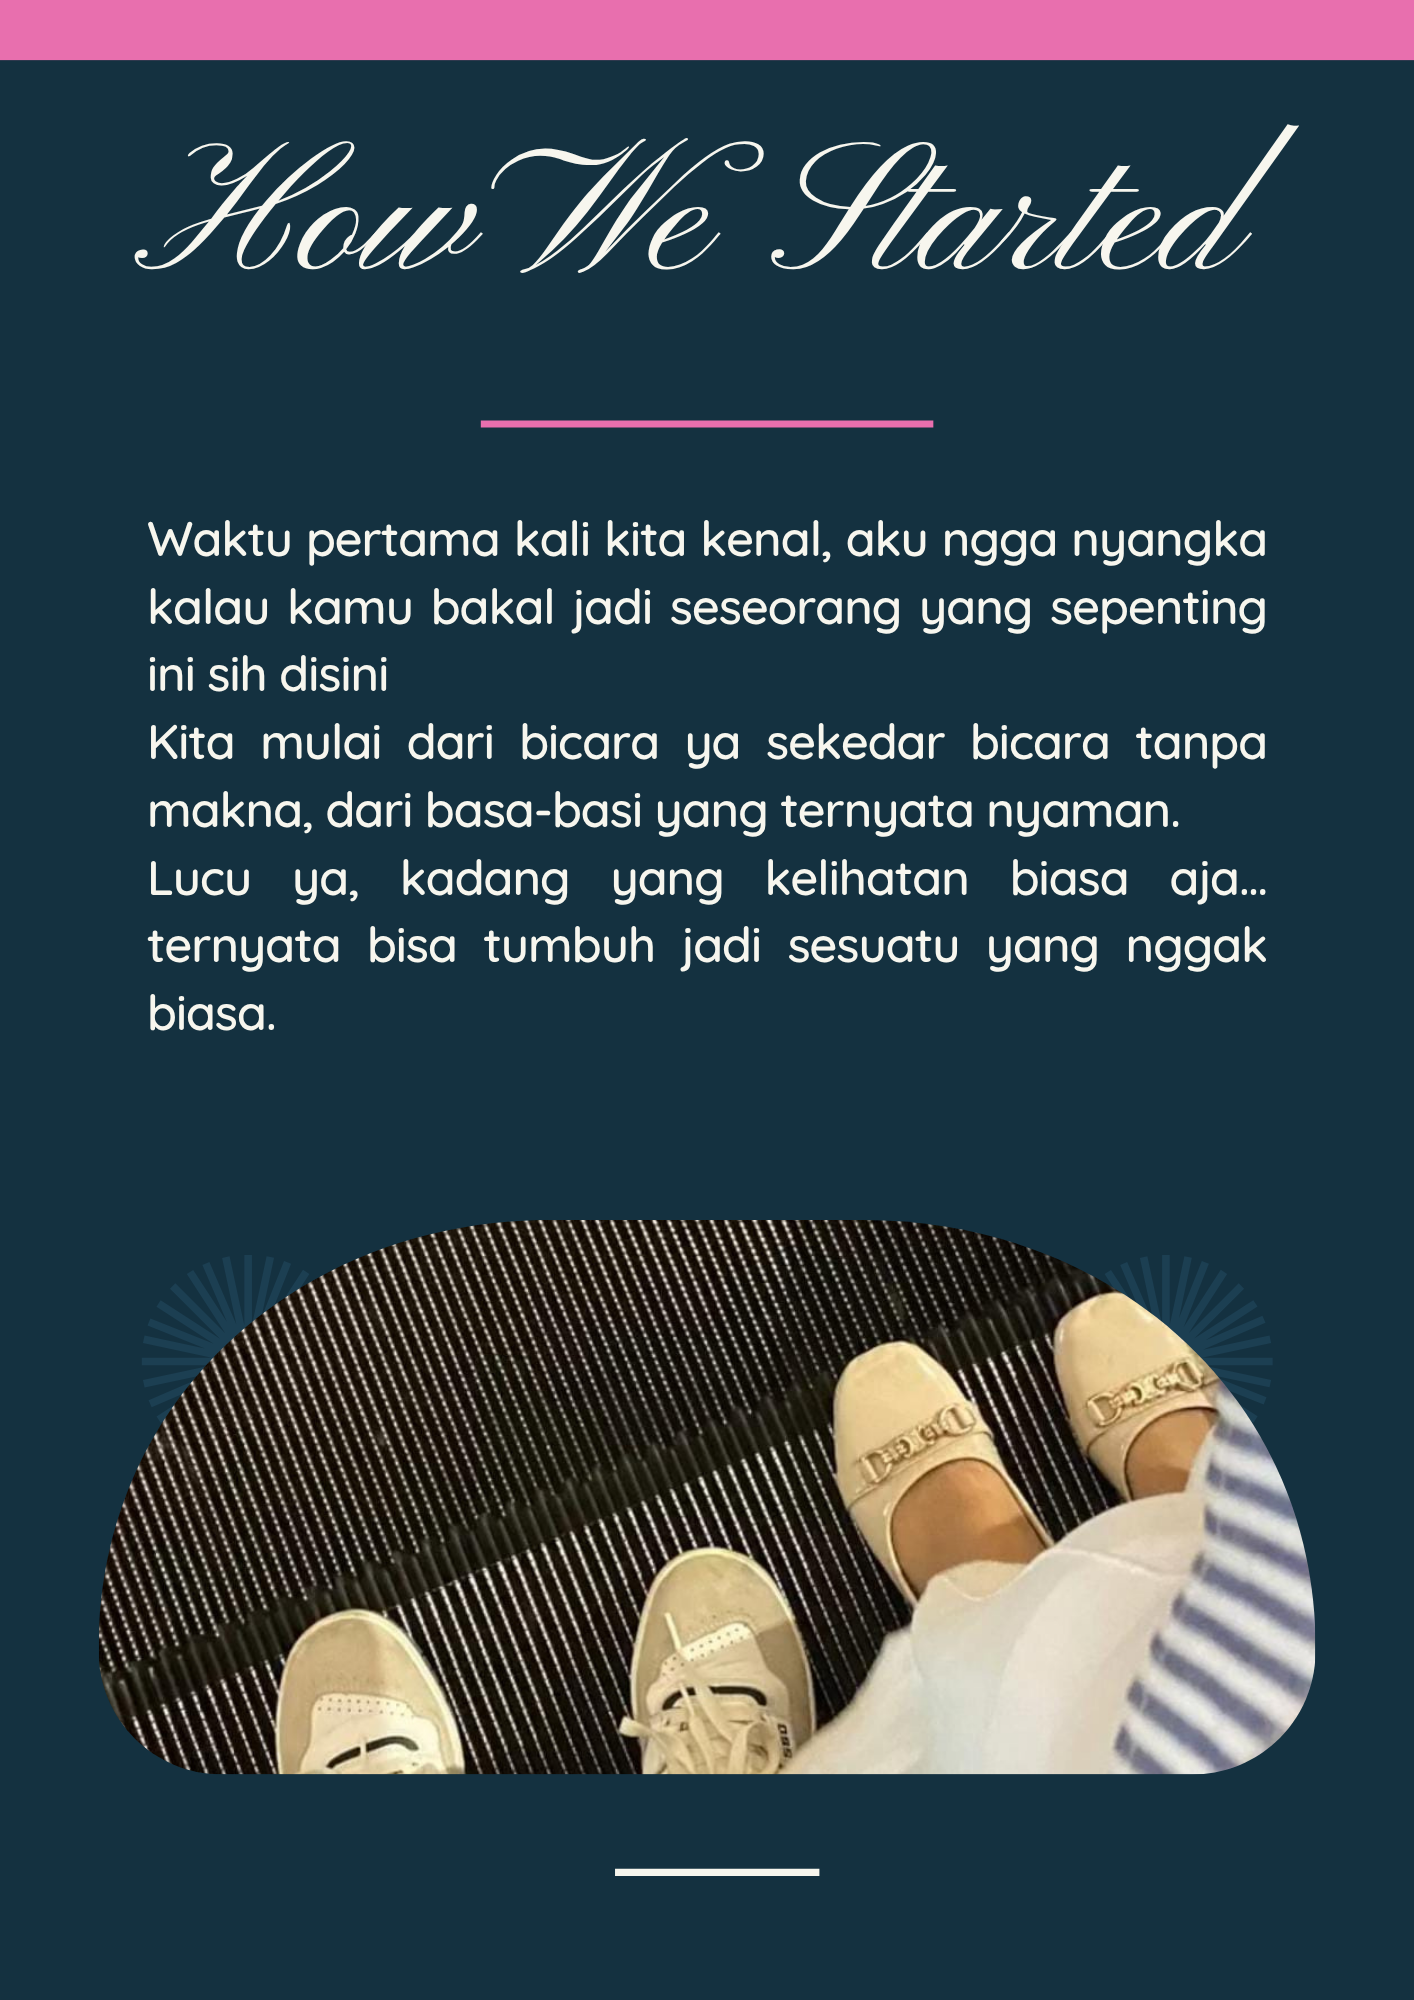 How We Started
Waktu pertama kali kita kenal, aku ngga nyangka
kalau kamu bakal jadi seseorang yang sepenting
ini sih disini
Kita mulai dari bicara ya sekedar bicara tanpa
makna, dari basa-basi yang ternyata nyaman.
Lucu ya, kadang yang kelihatan biasa aja...
ternyata bisa tumbuh jadi sesuatu yang nggak
biasa.